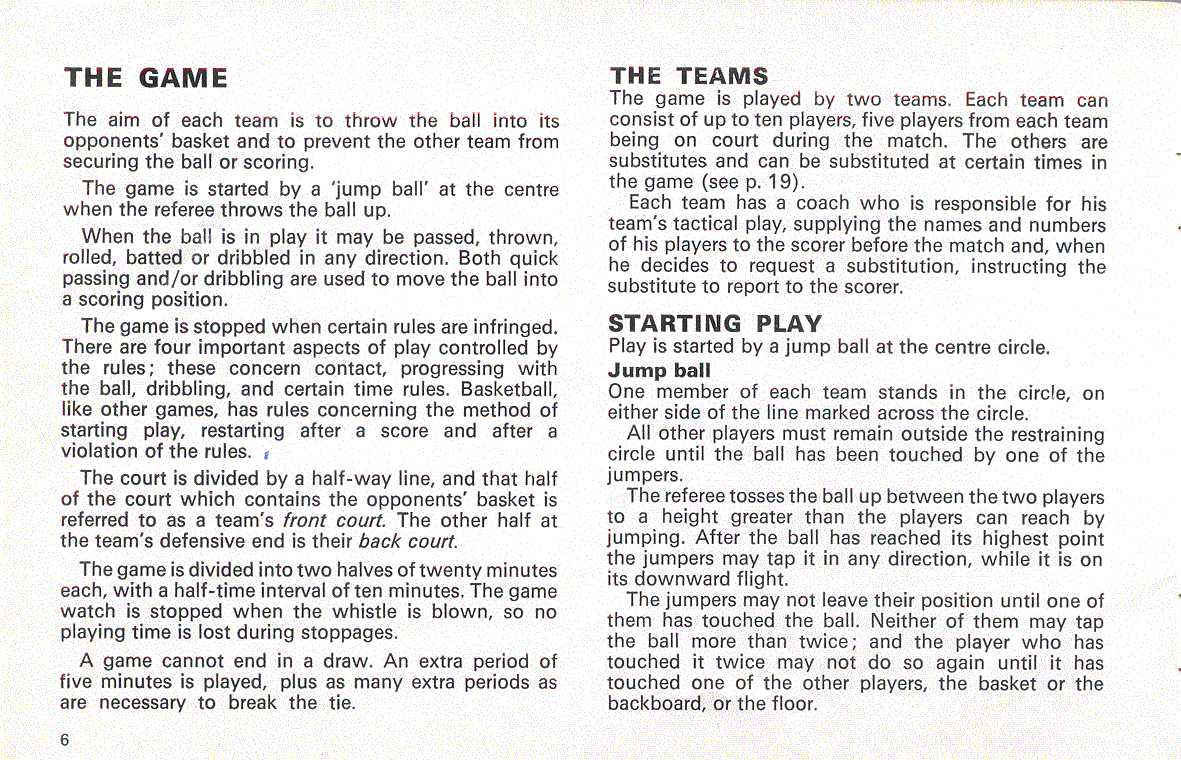 THE GAME
The aim of each team is to throw the ball into its
opponents' basket and to prevent the other team from
securing the ball or scoring.
The game is started by a 'jump ball' at the centre
when the referee throws the ball up.
When the ball is in play it may be passed, thrown,
rolled, batted or dribbled in any direction. Both quick
passing and/or dribbling are used to move the ball into
a scoring position.
The game is stopped when certain rules are infringed.
There are four important aspects of play controlled by
the rules; these concern contact, progressing with
the ball, dribbling, and certain time rules. Basketball,
like other games, has rules concerning the method of
starting play, restarting after a score and after a
violation of the rules.
The court is divided by a half-way line, and that half
of the court which contains the opponents' basket is
referred to as a team's front court. The other half at
the team's defensive end is their back court.
The game is divided into two halves of twenty minutes
each, with a half-time interval of ten minutes. The game
watch is stopped when the whistle is blown, so no
playing time is lost during stoppages.
A game cannot end in a draw. An extra period of
five minutes is played, plus as many extra periods as
are necessary to break the tie.
6
THE TEAMS
The game is played by two teams. Each team can
consist of up to ten players, five players from each team
being on court during the match. The others are
substitutes and can be substituted at certain times in
the game (see p. 19).
Each team has a coach who is responsible for his
team's tactical play, supplying the names and numbers
of his players to the scorer before the match and, when
he decides to request a substitution, instructing the
substitute to report to the scorer.
STARTING PLAY
Play is started by a jump ball at the centre circle.
Jump ball
One member of each team stands in the circle, on
either side of the line marked across the circle.
All other players must remain outside the restraining
circle until the ball has been touched by one of the
jumpers.
The referee tosses the ball up between the two players
to a height greater than the players can reach by
jumping. After the ball has reached its highest point
the jumpers may tap it in any direction, while it is on
its downward flight.
The jumpers may not leave their position until one of
them has touched the ball. Neither of them may tap
the ball more than twice; and the player who has
touched it twice may not do so again until it has
touched one of the other players, the basket or the
backboard, or the floor.